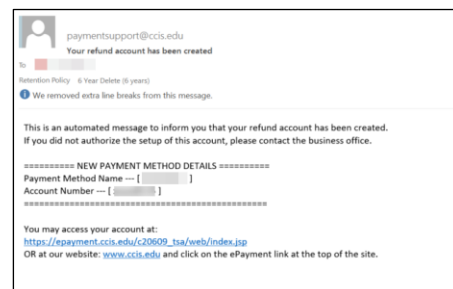 paymentsupport@ccis.edu
Your refund account has been created
To
Retention Policy 6 Year Delete (6 years)
We removed extra line breaks from this message.
This is an automated message to inform you that your refund account has been created.
If you did not authorize the setup of this account, please contact the business office.
========== NEW PAYMENT METHOD DETAILS ==========
Payment Method Name --- [ ]
Account Number --- [ ]
==============================================
You may access your account at:
https://epayment.ccis.edu/c20609_tsa/web/index.jsp
OR at our website: www.ccis.edu and click on the ePayment link at the top of the site.